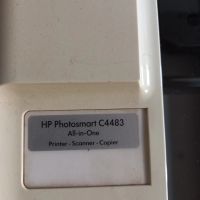 HP Photosmart C4483
All-in-One
Printer - Scanner - Copier